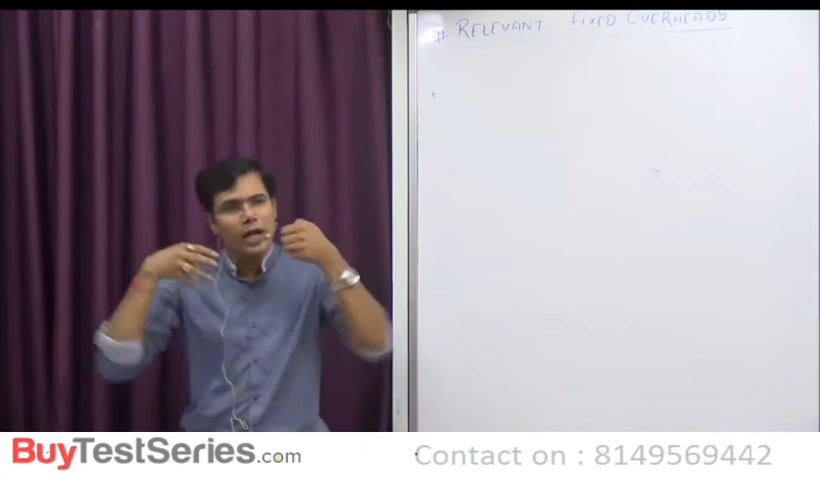 # RELEVANT FIXED OVERHEADS
BuyTestSeries.com
Contact on : 8149569442